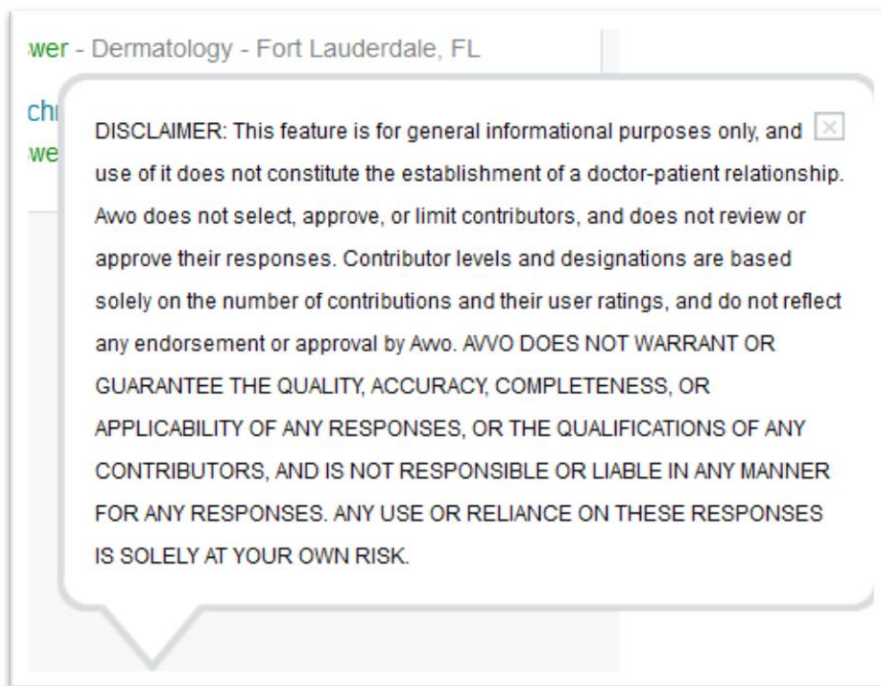 wer - Dermatology - Fort Lauderdale, FL
chr
we
DISCLAIMER: This feature is for general informational purposes only, and
use of it does not constitute the establishment of a doctor-patient relationship.
Avvo does not select, approve, or limit contributors, and does not review or
approve their responses. Contributor levels and designations are based
solely on the number of contributions and their user ratings, and do not reflect
any endorsement or approval by Avvo. AVVO DOES NOT WARRANT OR
GUARANTEE THE QUALITY, ACCURACY, COMPLETENESS, OR
APPLICABILITY OF ANY RESPONSES, OR THE QUALIFICATIONS OF ANY
CONTRIBUTORS, AND IS NOT RESPONSIBLE OR LIABLE IN ANY MANNER
FOR ANY RESPONSES. ANY USE OR RELIANCE ON THESE RESPONSES
IS SOLELY AT YOUR OWN RISK.